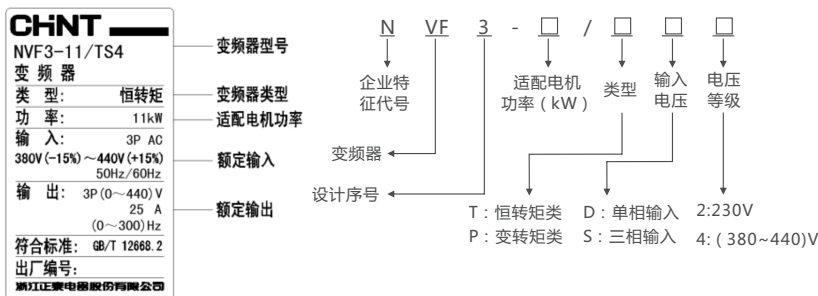 CHNT
NVF3-11/TS4
变频器
类 型: 恒转矩
功 率: 11kW
输 入: 3P AC
380V(-15%)~440V(+15%)
50Hz/60Hz
输 出: 3P(0~440)V
25 A
(0~300)Hz
符合标准: GB/T 12668.2
出厂编号:
浙江正泰电器股份有限公司
变频器型号
变频器类型
适配电机功率
额定输入
额定输出
N VF 3 - □ / □ □ □
企业特
征代号
适配电机
功率(kW)
类型
输入
电压
电压
等级
变频器
设计序号
T:恒转矩类 D:单相输入 2:230V
P:变转矩类 S:三相输入 4:(380~440)V